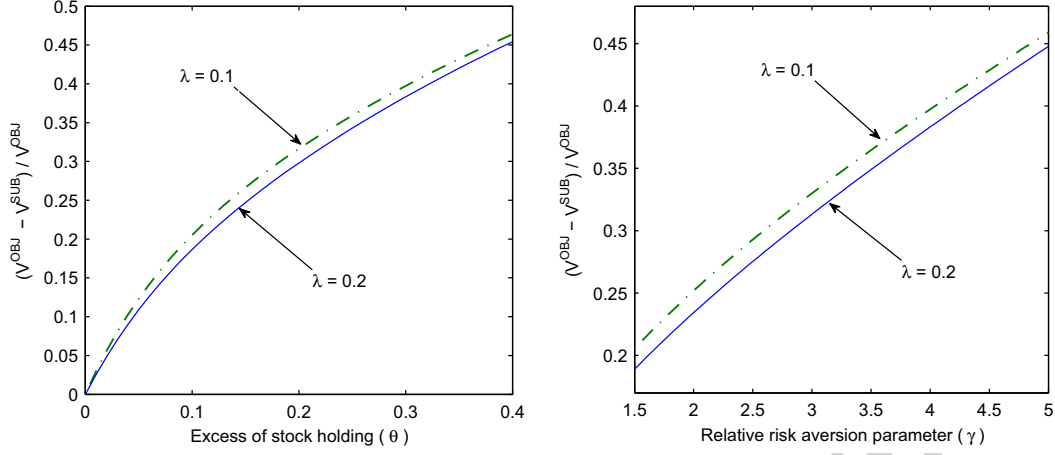 0.5
0.45
0.4
0.35
0.3
0.25
0.2
0.15
0.1
0.05
0
(V^OBJ − V^SUB) / V^OBJ
λ = 0.1
λ = 0.2
0 0.1 0.2 0.3 0.4
Excess of stock holding ( θ )
0.45
0.4
0.35
0.3
0.25
0.2
(V^OBJ − V^SUB) / V^OBJ
λ = 0.1
λ = 0.2
1.5 2 2.5 3 3.5 4 4.5 5
Relative risk aversion parameter ( γ )